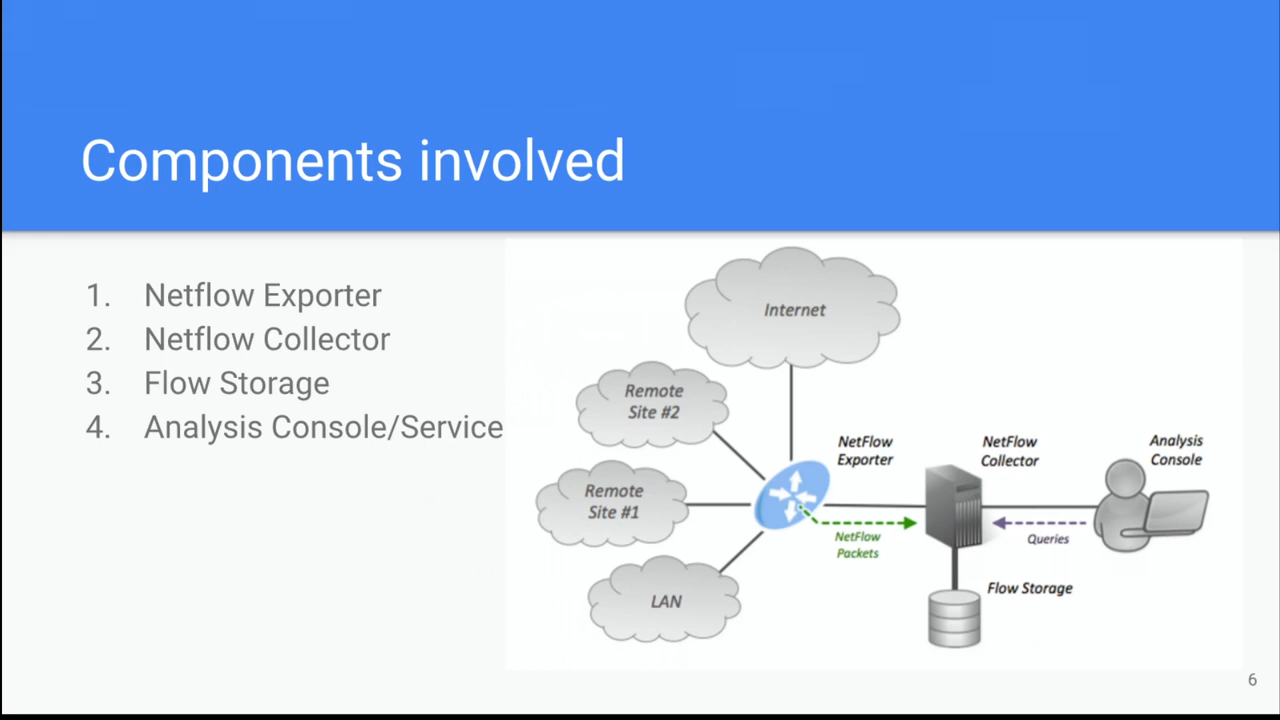 Components involved
1. Netflow Exporter
2. Netflow Collector
3. Flow Storage
4. Analysis Console/Service
Internet
Remote
Site #2
Remote
Site #1
LAN
NetFlow
Exporter
NetFlow
Packets
NetFlow
Collector
Queries
Analysis
Console
Flow Storage
6